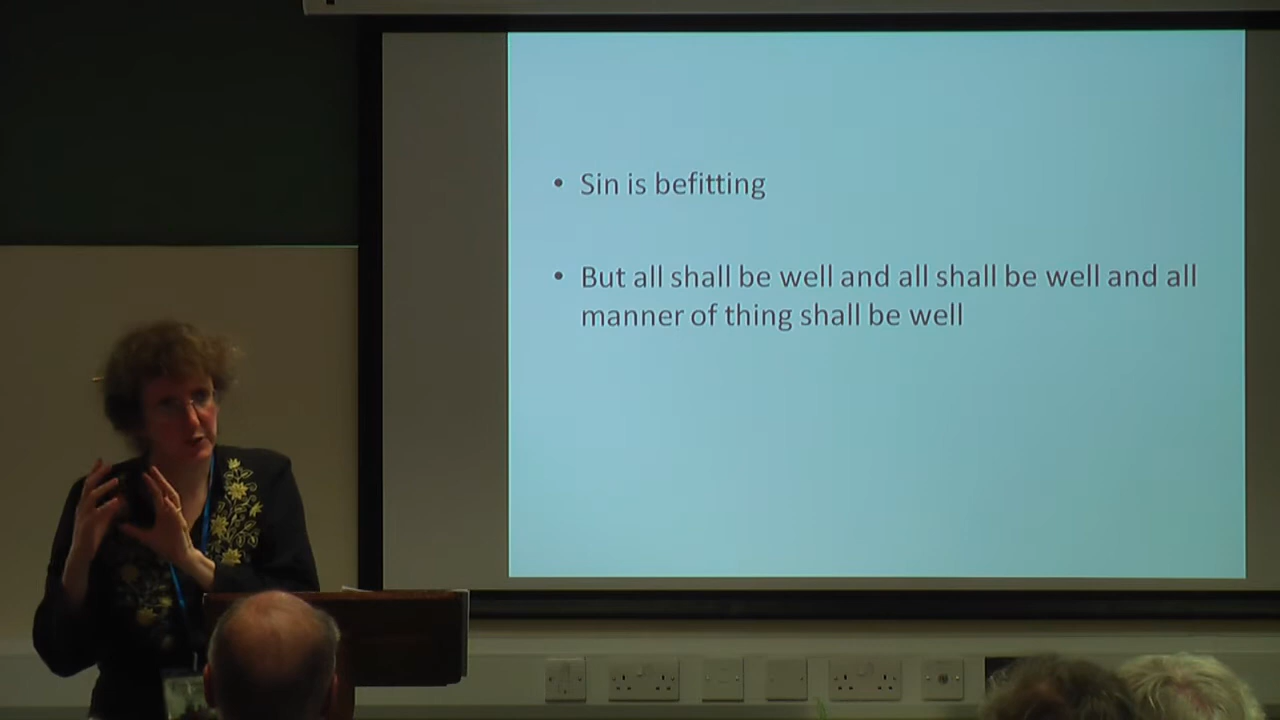 • Sin is befitting
• But all shall be well and all shall be well and all
manner of thing shall be well